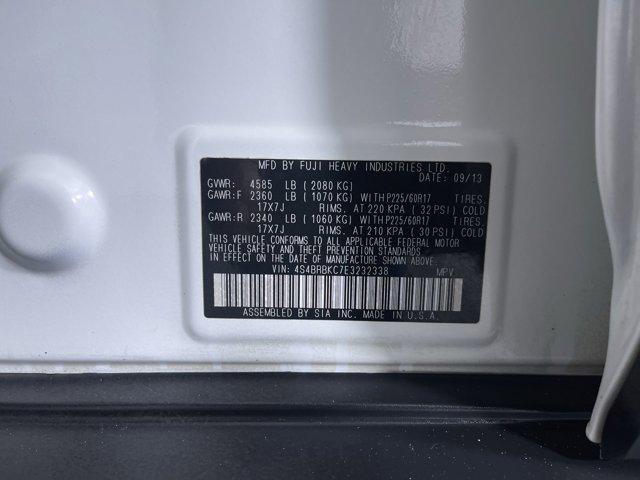 MFD BY FUJI HEAVY INDUSTRIES LTD.
DATE: 09/13
GVWR: 4585 LB ( 2080 KG)
GAWR:F 2360 LB ( 1070 KG) WITH P225/60R17 TIRES.
17X7J RIMS. AT 220 KPA ( 32 PSI) COLD
GAWR:R 2340 LB ( 1060 KG) WITH P225/60R17 TIRES.
17X7J RIMS. AT 210 KPA ( 30 PSI) COLD
THIS VEHICLE CONFORMS TO ALL APPLICABLE FEDERAL MOTOR
VEHICLE SAFETY AND THEFT PREVENTION STANDARDS
IN EFFECT ON THE DATE OF MANUFACTURE SHOWN ABOVE.
VIN: 4S4BRBKC7E3232338 MPV
ASSEMBLED BY SIA INC. MADE IN U.S.A.